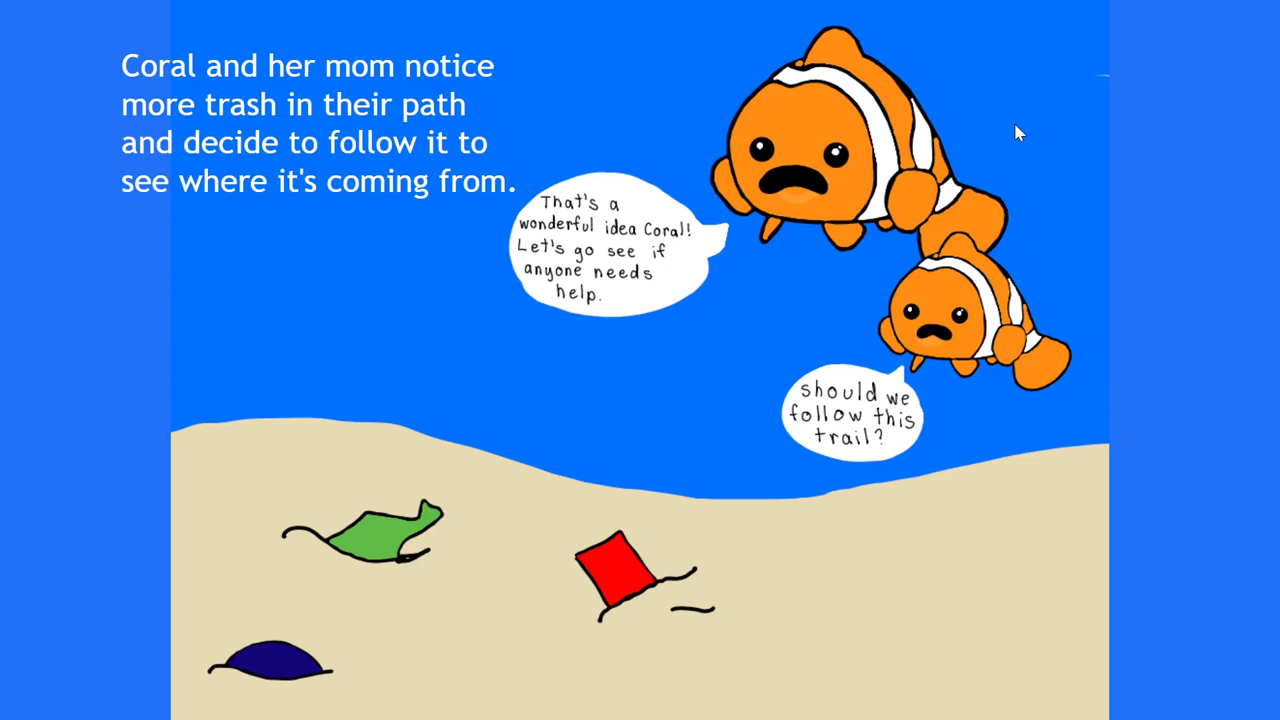 Coral and her mom notice
more trash in their path
and decide to follow it to
see where it's coming from.
That's a
wonderful idea Coral!
Let's go see if
anyone needs
help.
should we
follow this
trail?